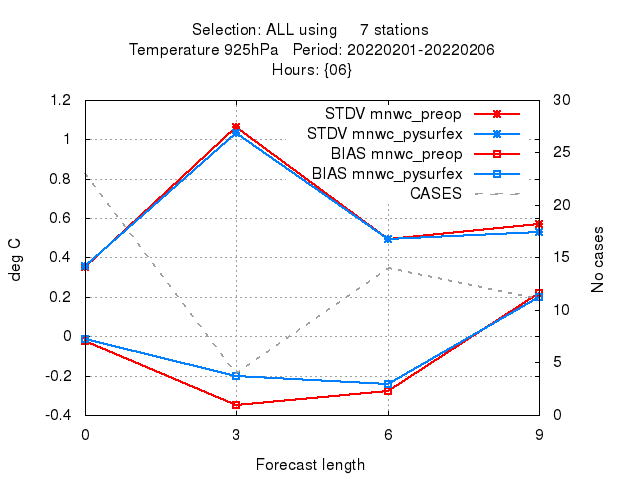 Selection: ALL using     7 stations
Temperature 925hPa   Period: 20220201-20220206
Hours: {06}
1.2
1
0.8
0.6
0.4
0.2
0
-0.2
-0.4
deg C
STDV mnwc_preop
STDV mnwc_pysurfex
BIAS mnwc_preop
BIAS mnwc_pysurfex
CASES
30
25
20
15
10
5
0
No cases
0 3 6 9
Forecast length